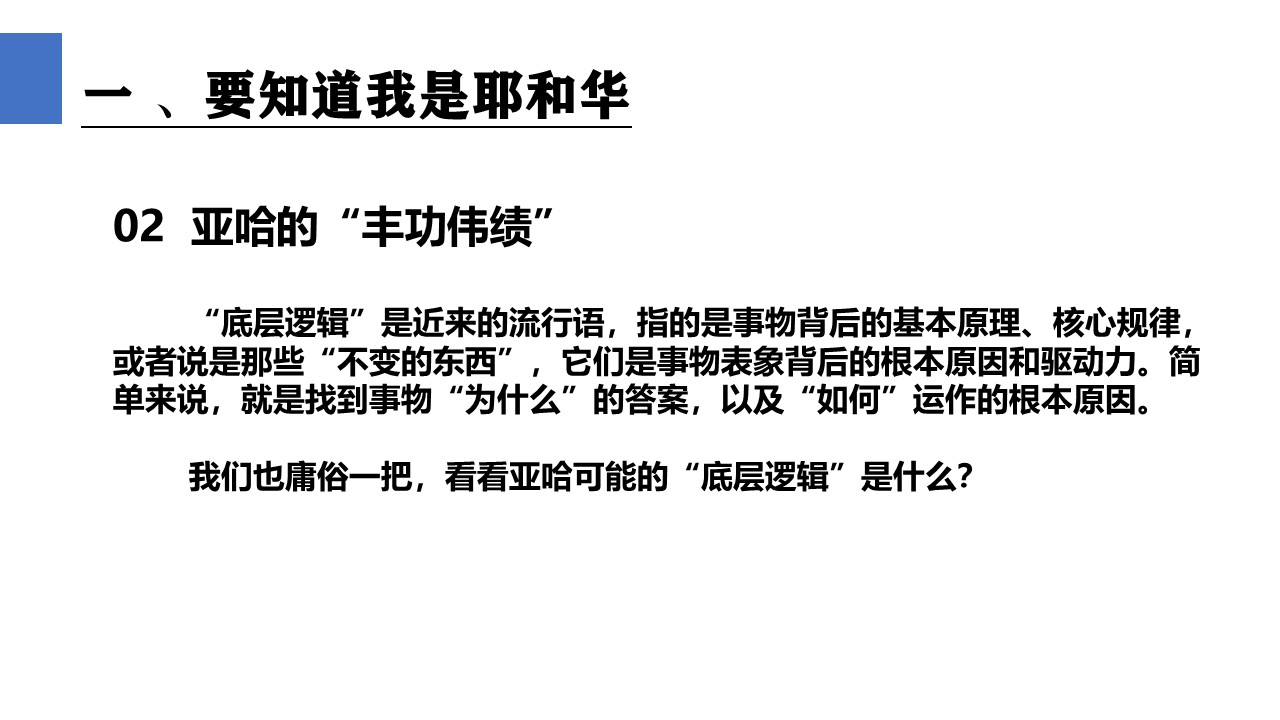 一 、要知道我是耶和华
02 亚哈的“丰功伟绩”
“底层逻辑”是近来的流行语，指的是事物背后的基本原理、核心规律，
或者说是那些“不变的东西”，它们是事物表象背后的根本原因和驱动力。简
单来说，就是找到事物“为什么”的答案，以及“如何”运作的根本原因。
我们也庸俗一把，看看亚哈可能的“底层逻辑”是什么？